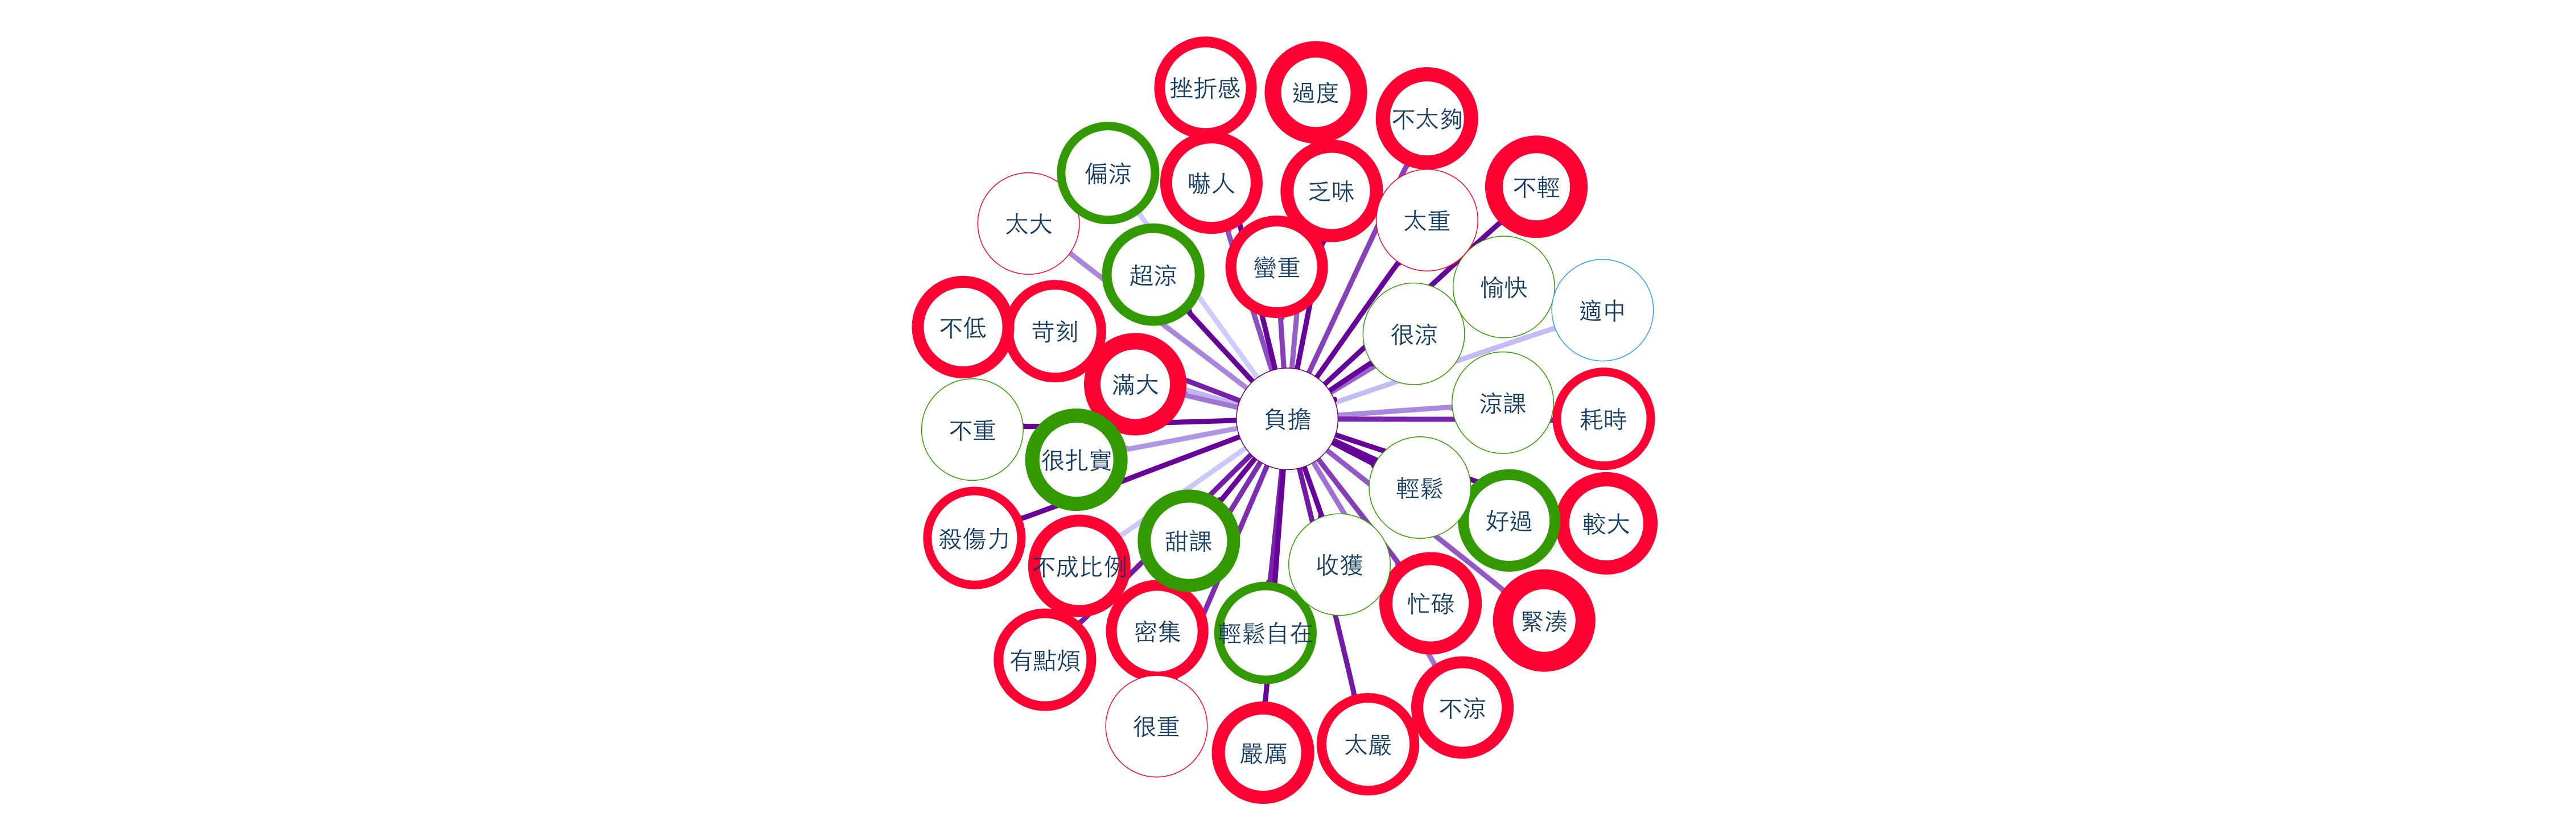 挫折感
過度
不太夠
偏涼
嚇人
乏味
不輕
太大
太重
超涼
蠻重
愉快
適中
不低
苛刻
很涼
滿大
涼課
不重
負擔
耗時
很扎實
輕鬆
殺傷力
甜課
好過
較大
不成比例
收獲
忙碌
緊湊
有點煩
密集
輕鬆自在
很重
嚴厲
太嚴
不涼